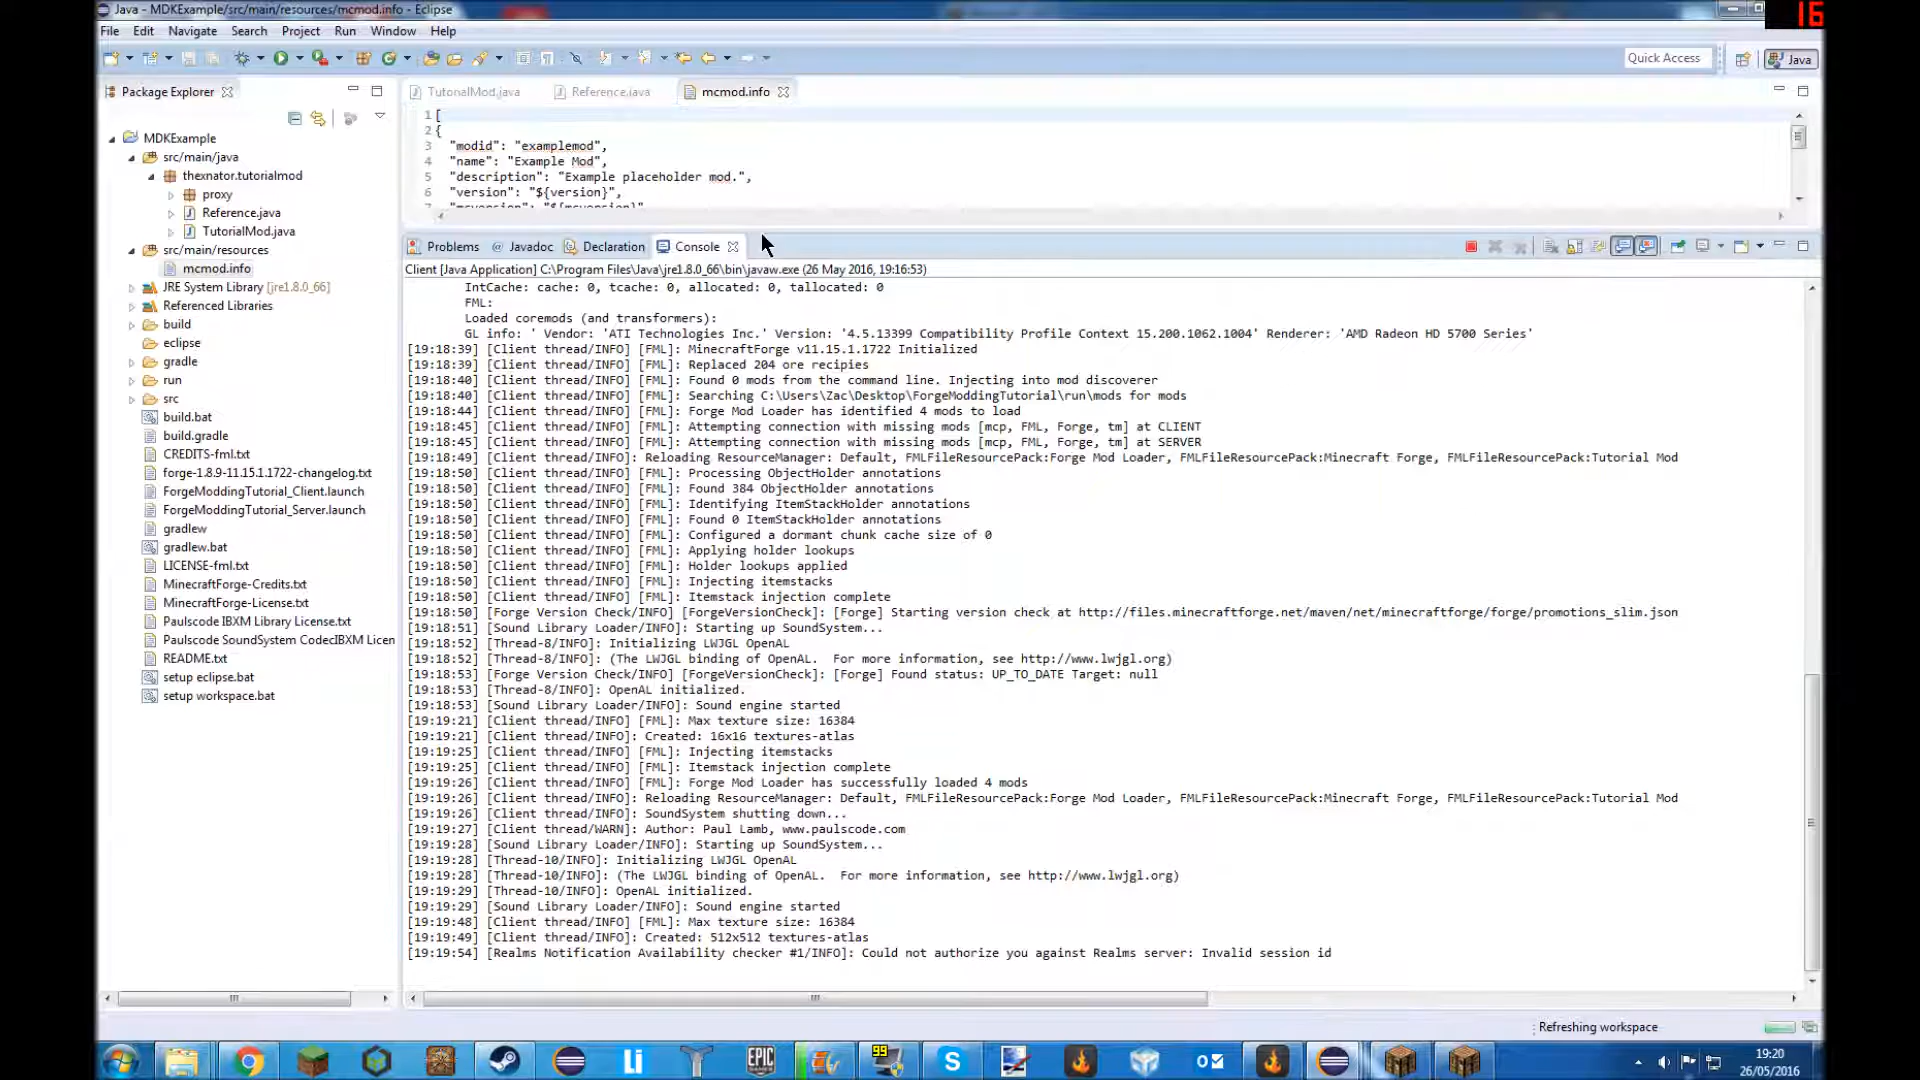 Java - MDKExample/src/main/resources/mcmod.info - Eclipse
16
File Edit Navigate Search Project Run Window Help
Quick Access
Java
Package Explorer
TutorialMod.java
Reference.java
mcmod.info
1 [
2 {
3 "modid": "examplemod",
4 "name": "Example Mod",
5 "description": "Example placeholder mod.",
6 "version": "${version}",
7 "mcversion": "${mcversion}"
MDKExample
src/main/java
thexnator.tutorialmod
proxy
Reference.java
TutorialMod.java
src/main/resources
mcmod.info
JRE System Library [jre1.8.0_66]
Referenced Libraries
build
eclipse
gradle
run
src
build.bat
build.gradle
CREDITS-fml.txt
forge-1.8.9-11.15.1.1722-changelog.txt
ForgeModdingTutorial_Client.launch
ForgeModdingTutorial_Server.launch
gradlew
gradlew.bat
LICENSE-fml.txt
MinecraftForge-Credits.txt
MinecraftForge-License.txt
Paulscode IBXM Library License.txt
Paulscode SoundSystem CodecIBXM Licen
README.txt
setup eclipse.bat
setup workspace.bat
Problems Javadoc Declaration Console
Client [Java Application] C:\Program Files\Java\jre1.8.0_66\bin\javaw.exe (26 May 2016, 19:16:53)
IntCache: cache: 0, tcache: 0, allocated: 0, tallocated: 0
FML:
Loaded coremods (and transformers):
GL info: ' Vendor: 'ATI Technologies Inc.' Version: '4.5.13399 Compatibility Profile Context 15.200.1062.1004' Renderer: 'AMD Radeon HD 5700 Series'
[19:18:39] [Client thread/INFO] [FML]: MinecraftForge v11.15.1.1722 Initialized
[19:18:39] [Client thread/INFO] [FML]: Replaced 204 ore recipies
[19:18:40] [Client thread/INFO] [FML]: Found 0 mods from the command line. Injecting into mod discoverer
[19:18:40] [Client thread/INFO] [FML]: Searching C:\Users\Zac\Desktop\ForgeModdingTutorial\run\mods for mods
[19:18:44] [Client thread/INFO] [FML]: Forge Mod Loader has identified 4 mods to load
[19:18:45] [Client thread/INFO] [FML]: Attempting connection with missing mods [mcp, FML, Forge, tm] at CLIENT
[19:18:45] [Client thread/INFO] [FML]: Attempting connection with missing mods [mcp, FML, Forge, tm] at SERVER
[19:18:49] [Client thread/INFO]: Reloading ResourceManager: Default, FMLFileResourcePack:Forge Mod Loader, FMLFileResourcePack:Minecraft Forge, FMLFileResourcePack:Tutorial Mod
[19:18:50] [Client thread/INFO] [FML]: Processing ObjectHolder annotations
[19:18:50] [Client thread/INFO] [FML]: Found 384 ObjectHolder annotations
[19:18:50] [Client thread/INFO] [FML]: Identifying ItemStackHolder annotations
[19:18:50] [Client thread/INFO] [FML]: Found 0 ItemStackHolder annotations
[19:18:50] [Client thread/INFO] [FML]: Configured a dormant chunk cache size of 0
[19:18:50] [Client thread/INFO] [FML]: Applying holder lookups
[19:18:50] [Client thread/INFO] [FML]: Holder lookups applied
[19:18:50] [Client thread/INFO] [FML]: Injecting itemstacks
[19:18:50] [Client thread/INFO] [FML]: Itemstack injection complete
[19:18:50] [Forge Version Check/INFO] [ForgeVersionCheck]: [Forge] Starting version check at http://files.minecraftforge.net/maven/net/minecraftforge/forge/promotions_slim.json
[19:18:51] [Sound Library Loader/INFO]: Starting up SoundSystem...
[19:18:52] [Thread-8/INFO]: Initializing LWJGL OpenAL
[19:18:52] [Thread-8/INFO]: (The LWJGL binding of OpenAL. For more information, see http://www.lwjgl.org)
[19:18:53] [Forge Version Check/INFO] [ForgeVersionCheck]: [Forge] Found status: UP_TO_DATE Target: null
[19:18:53] [Thread-8/INFO]: OpenAL initialized.
[19:18:53] [Sound Library Loader/INFO]: Sound engine started
[19:19:21] [Client thread/INFO] [FML]: Max texture size: 16384
[19:19:21] [Client thread/INFO]: Created: 16x16 textures-atlas
[19:19:25] [Client thread/INFO] [FML]: Injecting itemstacks
[19:19:25] [Client thread/INFO] [FML]: Itemstack injection complete
[19:19:26] [Client thread/INFO] [FML]: Forge Mod Loader has successfully loaded 4 mods
[19:19:26] [Client thread/INFO]: Reloading ResourceManager: Default, FMLFileResourcePack:Forge Mod Loader, FMLFileResourcePack:Minecraft Forge, FMLFileResourcePack:Tutorial Mod
[19:19:26] [Client thread/INFO]: SoundSystem shutting down...
[19:19:27] [Client thread/WARN]: Author: Paul Lamb, www.paulscode.com
[19:19:28] [Sound Library Loader/INFO]: Starting up SoundSystem...
[19:19:28] [Thread-10/INFO]: Initializing LWJGL OpenAL
[19:19:28] [Thread-10/INFO]: (The LWJGL binding of OpenAL. For more information, see http://www.lwjgl.org)
[19:19:29] [Thread-10/INFO]: OpenAL initialized.
[19:19:29] [Sound Library Loader/INFO]: Sound engine started
[19:19:48] [Client thread/INFO] [FML]: Max texture size: 16384
[19:19:49] [Client thread/INFO]: Created: 512x512 textures-atlas
[19:19:54] [Realms Notification Availability checker #1/INFO]: Could not authorize you against Realms server: Invalid session id
Refreshing workspace
Li
EPIC
99
S
19:20
26/05/2016